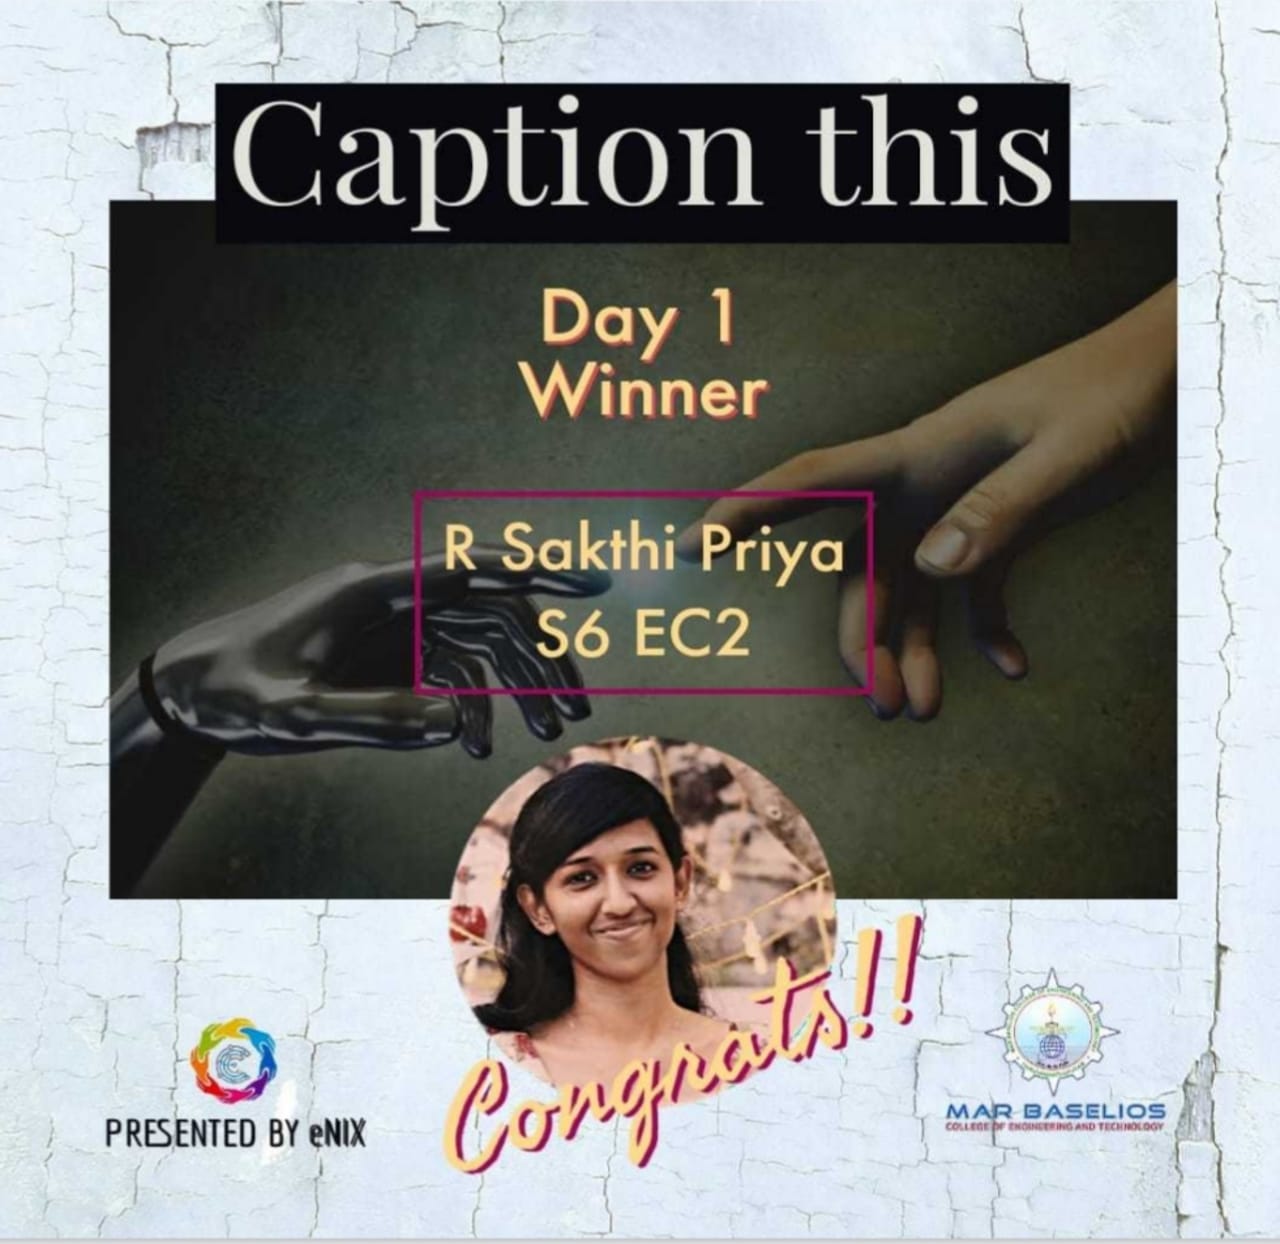 Caption this
Day 1
Winner
R Sakthi Priya
S6 EC2
Congrats!!
PRESENTED BY eNIX
MAR BASELIOS
COLLEGE OF ENGINEERING AND TECHNOLOGY